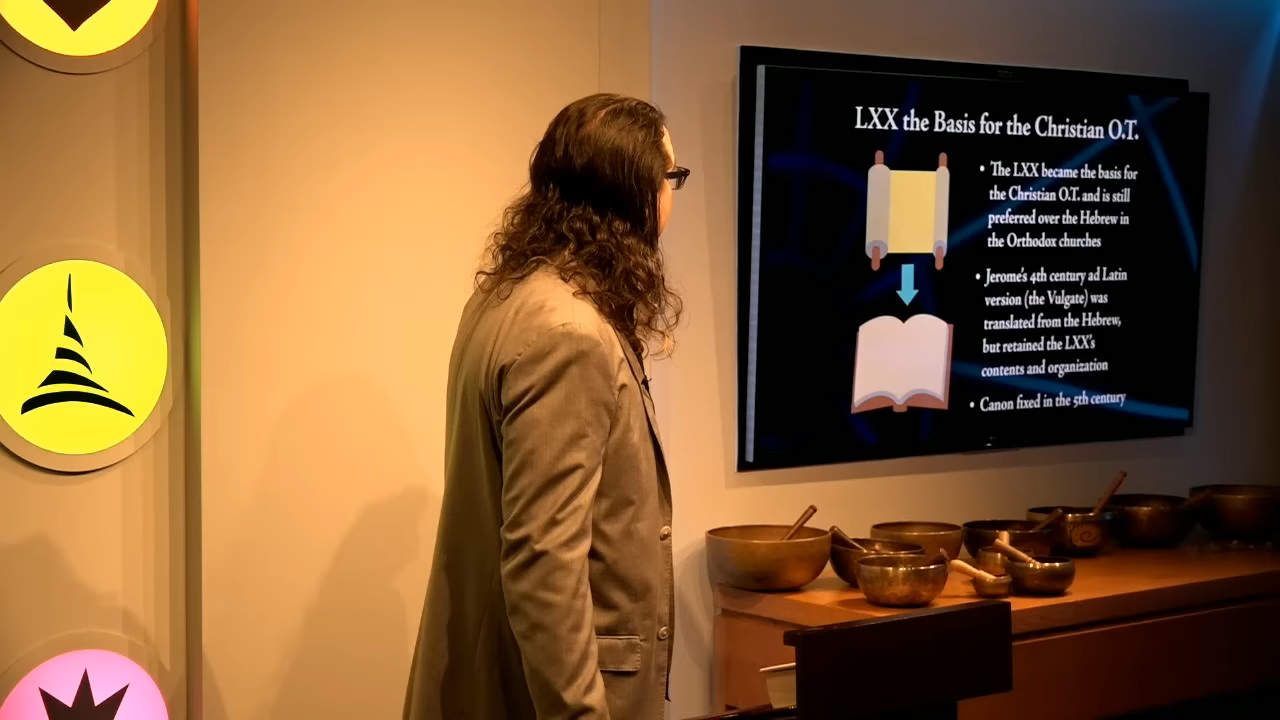 LXX the Basis for the Christian O.T.
• The LXX became the basis for
the Christian O.T. and is still
preferred over the Hebrew in
the Orthodox churches
• Jerome's 4th century ad Latin
version (the Vulgate) was
translated from the Hebrew,
but retained the LXX's
contents and organization
• Canon fixed in the 5th century